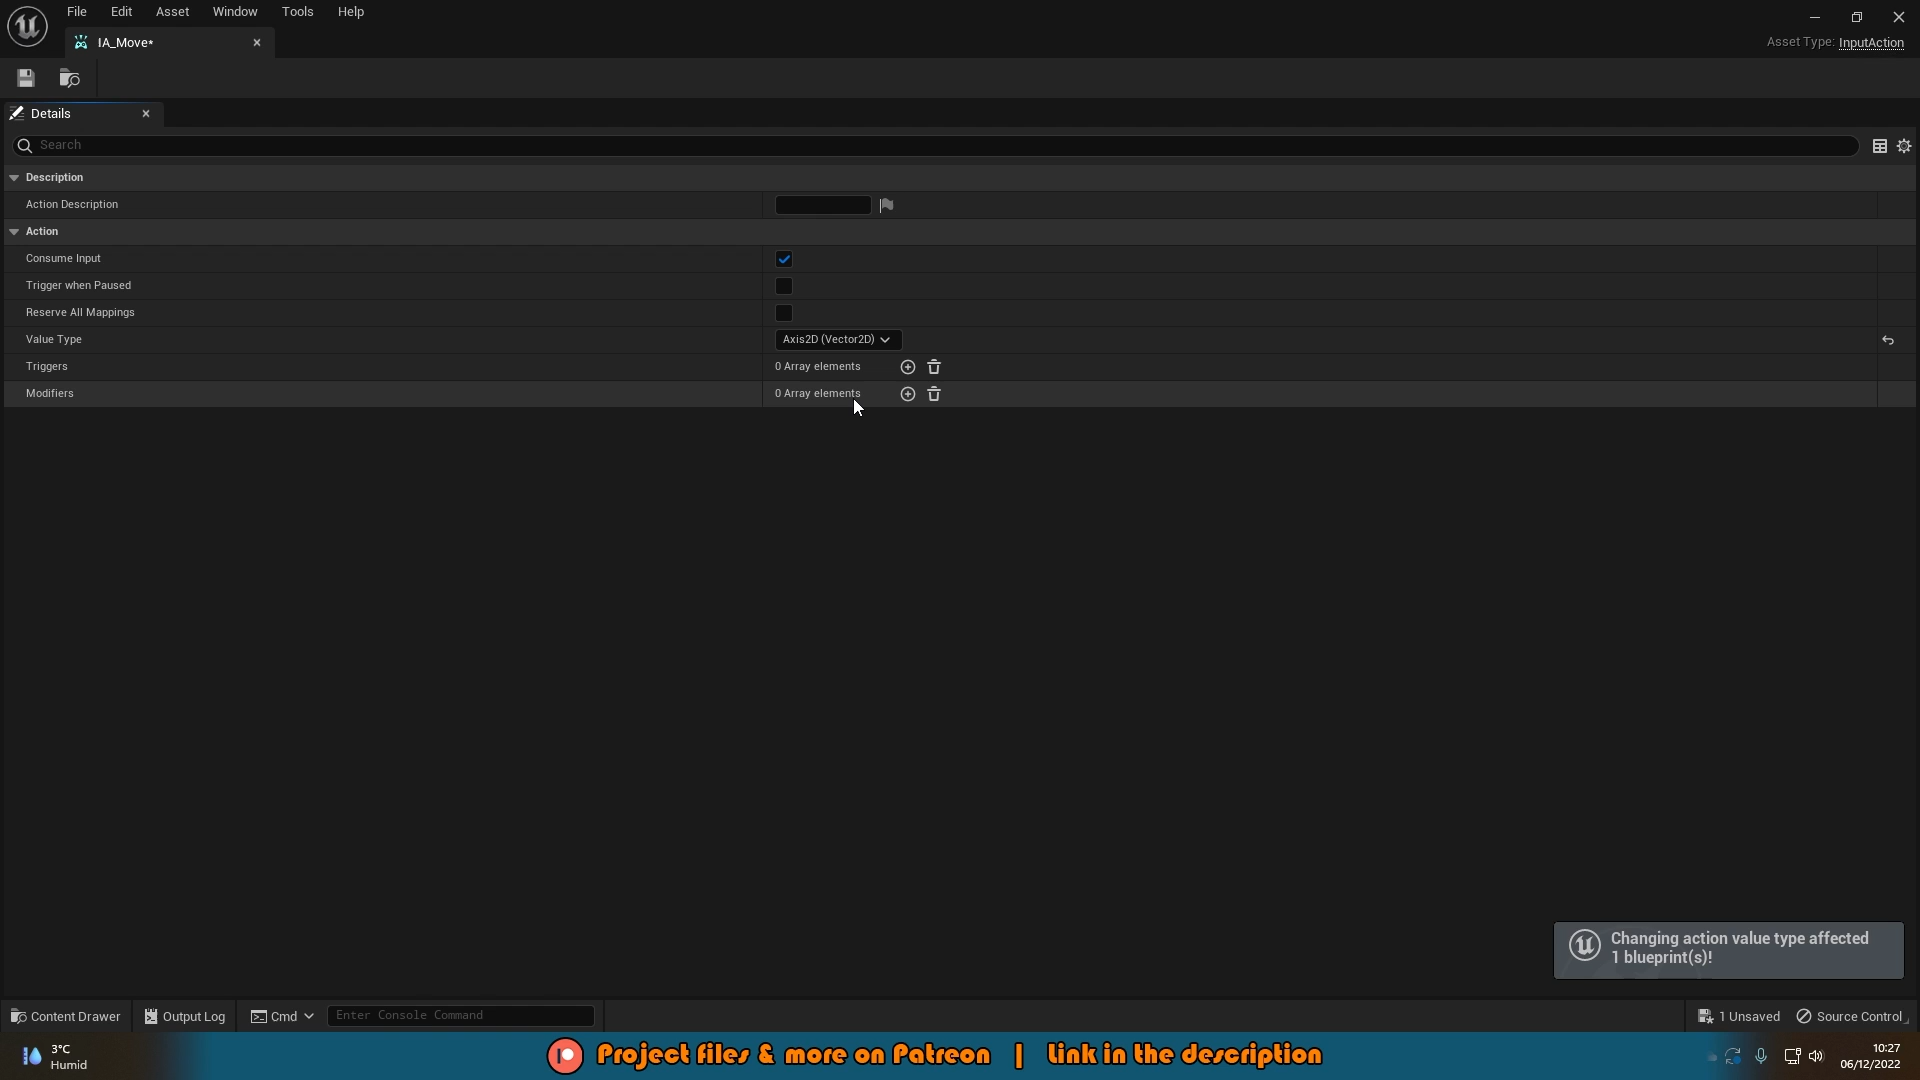 File Edit Asset Window Tools Help
IA_Move*
Asset Type: InputAction
Details
Search
Description
Action Description
Action
Consume Input
Trigger when Paused
Reserve All Mappings
Value Type Axis2D (Vector2D)
Triggers 0 Array elements
Modifiers 0 Array elements
Changing action value type affected
1 blueprint(s)!
Content Drawer Output Log Cmd Enter Console Command 1 Unsaved Source Control
3°C
Humid
Project files & more on Patreon | Link in the description
10:27
06/12/2022